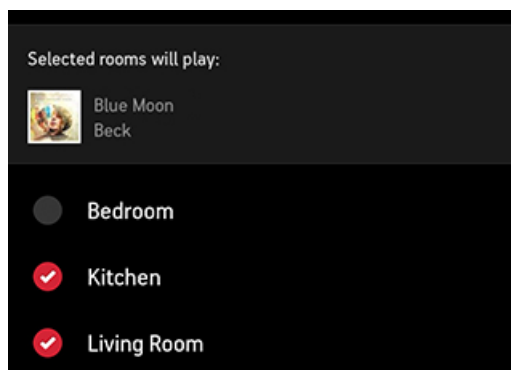 Selected rooms will play:
Blue Moon
Beck
Bedroom
Kitchen
Living Room